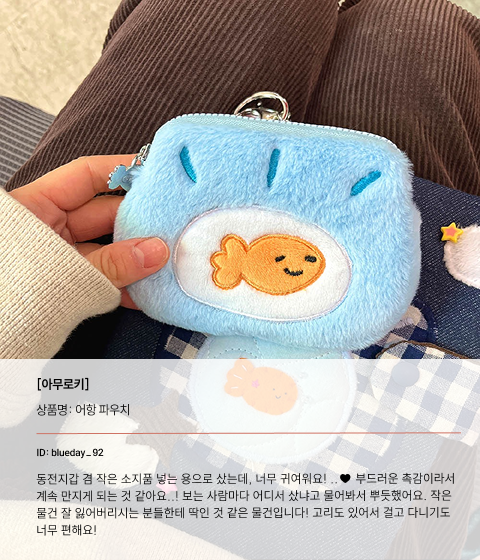 [아무로키]
상품명: 어항 파우치
ID: blueday_92
동전지갑 겸 작은 소지품 넣는 용으로 샀는데, 너무 귀여워요! ..♥ 부드러운 촉감이라서
계속 만지게 되는 것 같아요..! 보는 사람마다 어디서 샀냐고 물어봐서 뿌듯했어요. 작은
물건 잘 잃어버리시는 분들한테 딱인 것 같은 물건입니다! 고리도 있어서 걸고 다니기도
너무 편해요!